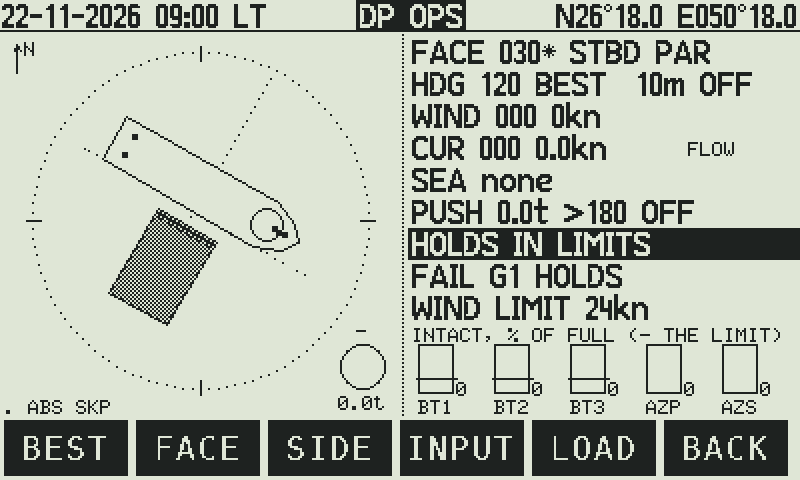 22-11-2026 09:00 LT DP OPS N26°18.0 E050°18.0
N
FACE 030* STBD PAR
HDG 120 BEST 10m OFF
WIND 000 0kn
CUR 000 0.0kn FLOW
SEA none
PUSH 0.0t >180 OFF
HOLDS IN LIMITS
FAIL G1 HOLDS
WIND LIMIT 24kn
INTACT, % OF FULL (- THE LIMIT)
0 0 0 0 0
. ABS SKP 0.0t BT1 BT2 BT3 AZP AZS
BEST FACE SIDE INPUT LOAD BACK